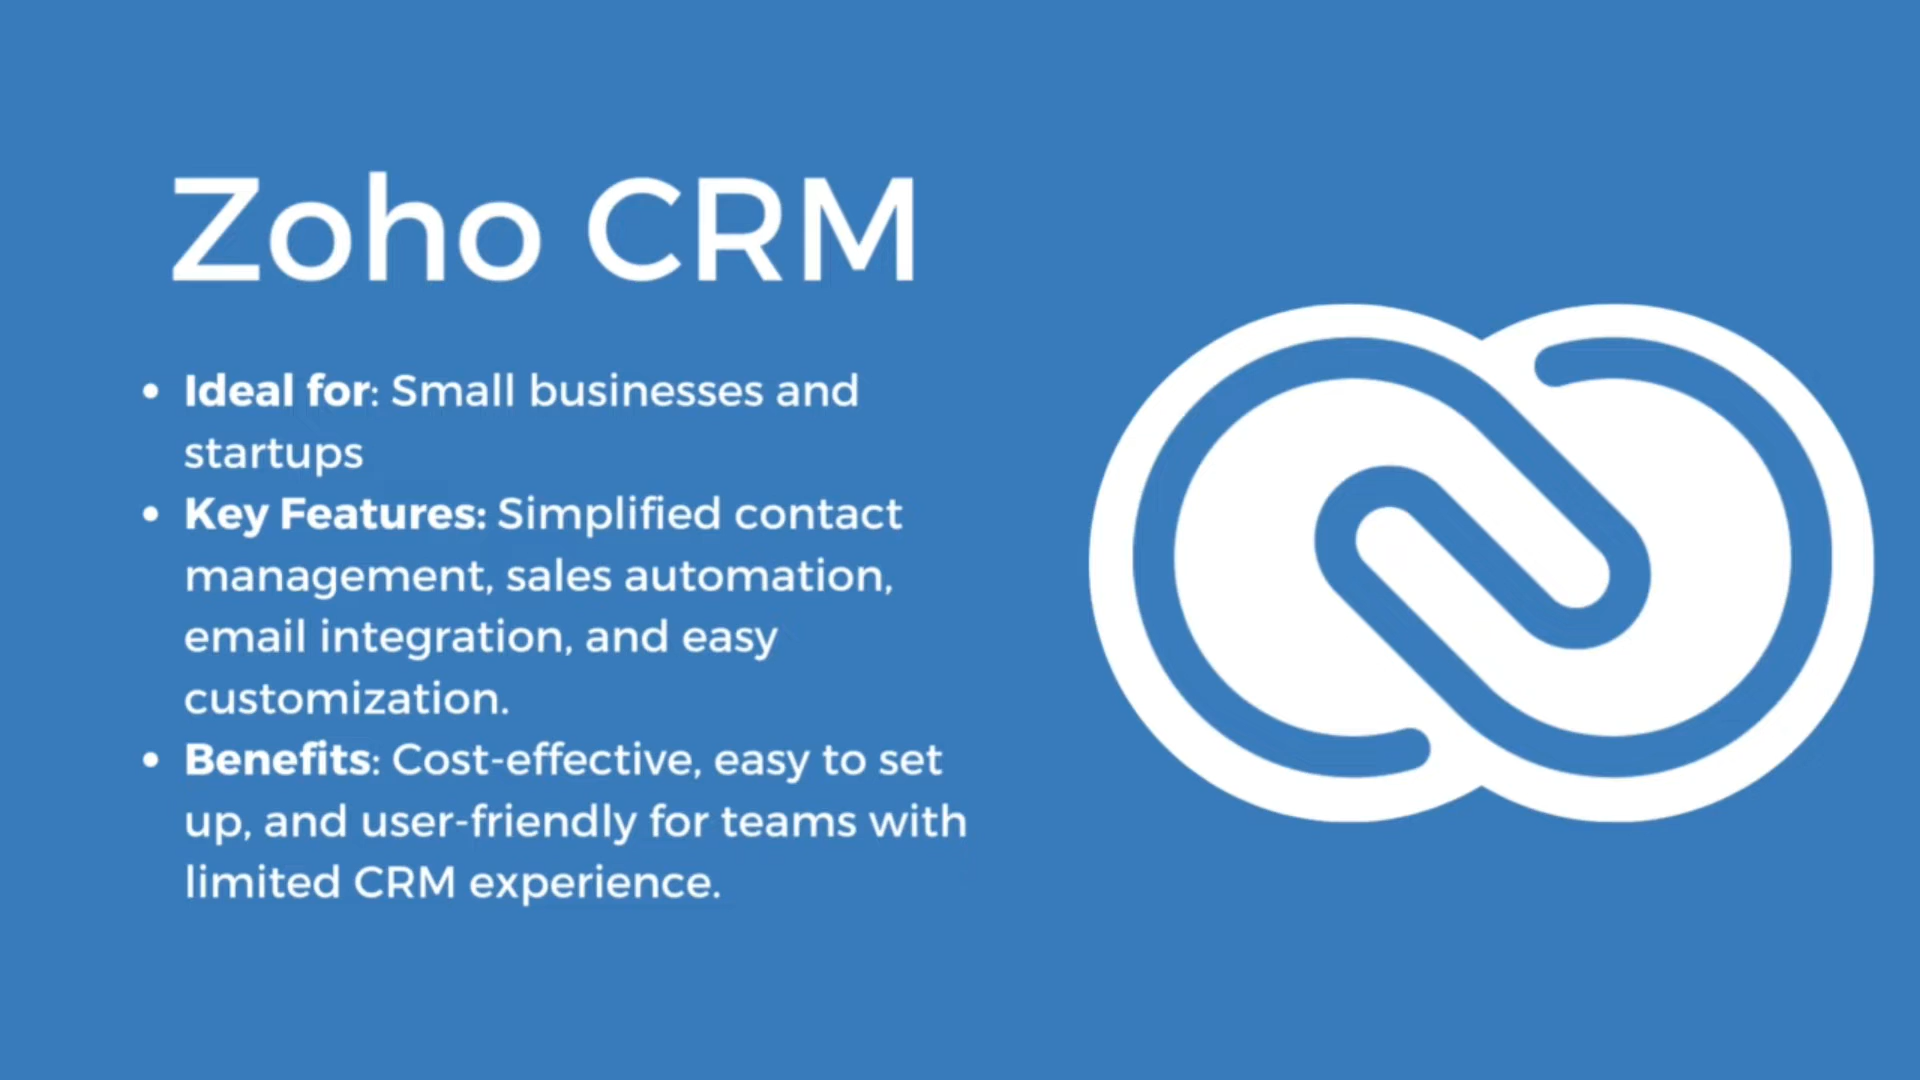 Zoho CRM
• Ideal for: Small businesses and
startups
• Key Features: Simplified contact
management, sales automation,
email integration, and easy
customization.
• Benefits: Cost-effective, easy to set
up, and user-friendly for teams with
limited CRM experience.